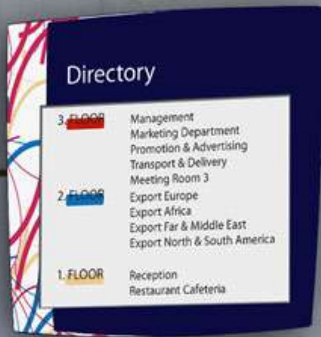 Directory
3. FLOOR Management
Marketing Department
Promotion & Advertising
Transport & Delivery
Meeting Room 3
2. FLOOR Export Europe
Export Africa
Export Far & Middle East
Export North & South America
1. FLOOR Reception
Restaurant Cafeteria